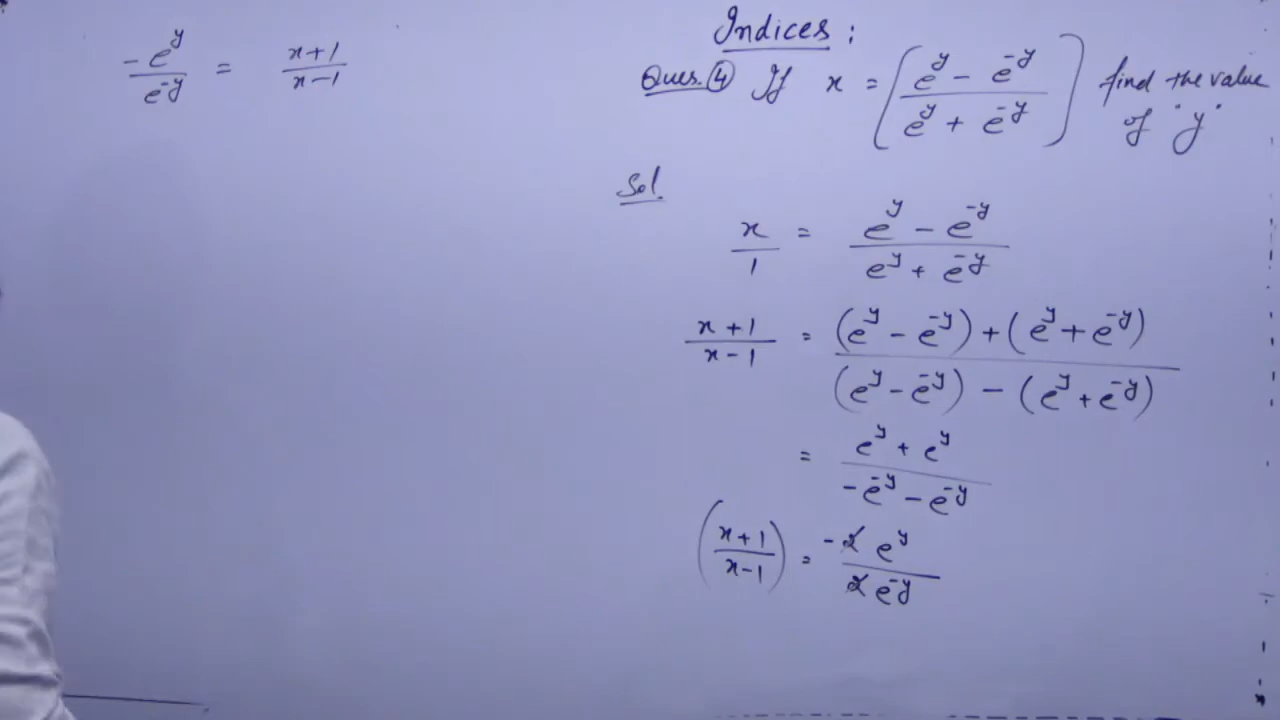 Indices :
Ques. ④ If x = ( (e^y - e^-y) / (e^y + e^-y) ) find the value
of "y"
Sol.
x/1 = (e^y - e^-y) / (e^y + e^-y)
(x+1)/(x-1) = ((e^y - e^-y) + (e^y + e^-y)) / ((e^y - e^-y) - (e^y + e^-y))
= (e^y + e^y) / (-e^-y - e^-y)
((x+1)/(x-1)) = -2 e^y / 2 e^-y
-e^y / e^-y = (x+1)/(x-1)